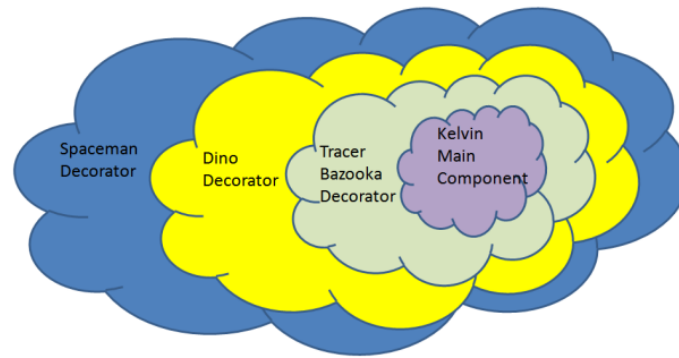 Spaceman
Decorator
Dino
Decorator
Tracer
Bazooka
Decorator
Kelvin
Main
Component